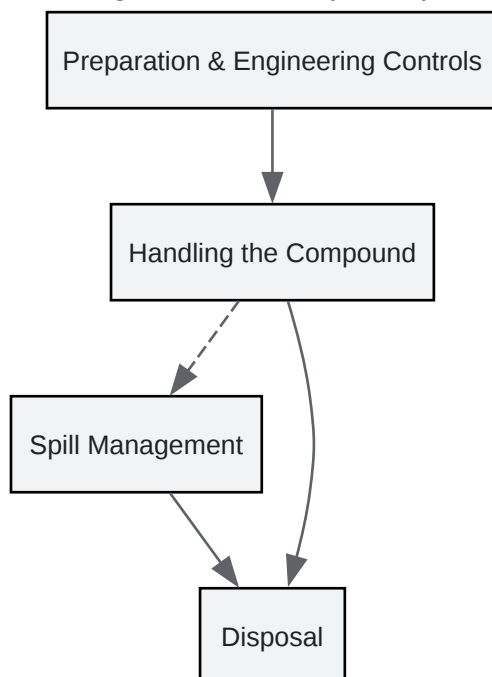 Preparation & Engineering Controls
Handling the Compound
Spill Management
Disposal